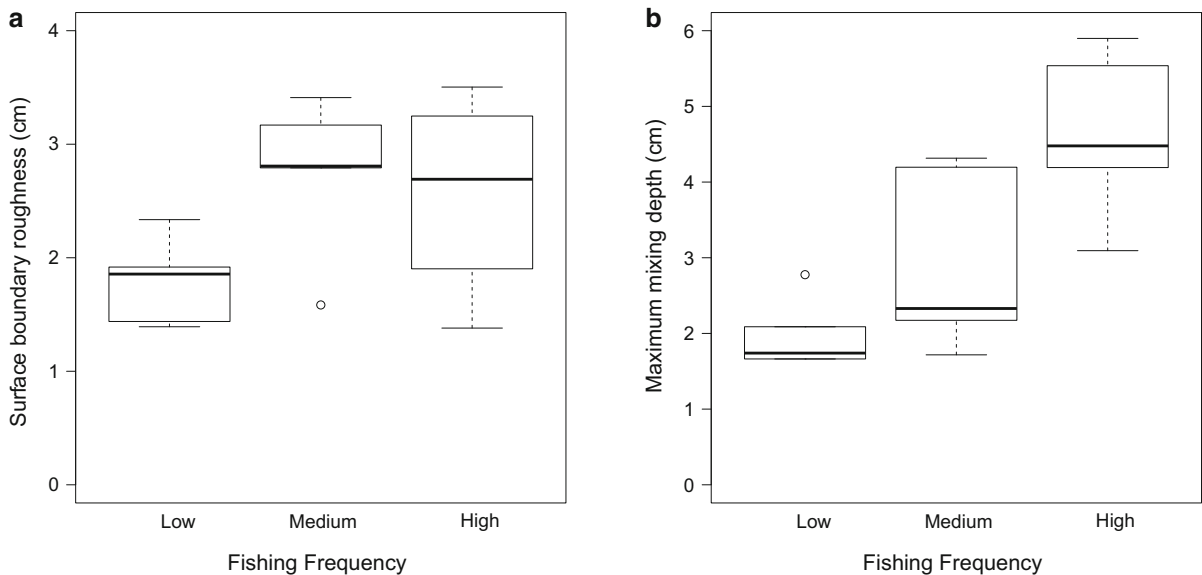 a
Surface boundary roughness (cm)
4
3
2
1
0
Low Medium High
Fishing Frequency
b
Maximum mixing depth (cm)
6
5
4
3
2
1
0
Low Medium High
Fishing Frequency